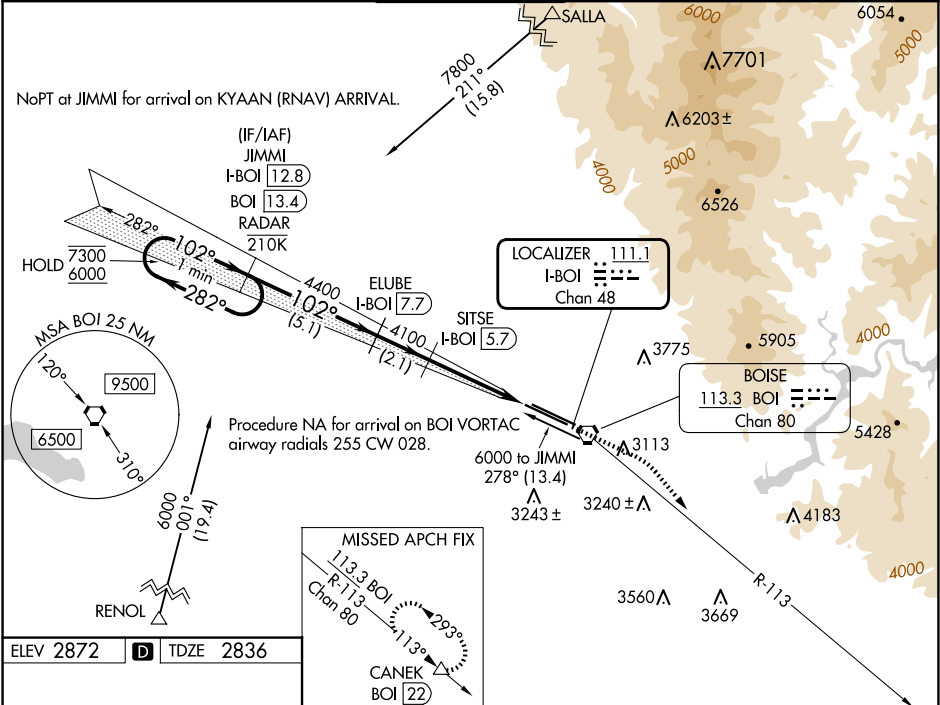 SALLA
6000
6054
5000
7701
7800
211°
(15.8)
NoPT at JIMMI for arrival on KYAAN (RNAV) ARRIVAL.
6203±
5000
4000
6526
(IF/IAF)
JIMMI
I-BOI 12.8
BOI 13.4
RADAR
210K
282°
102°
HOLD 7300
6000
1 min
282°
4400
102°
(5.1)
ELUBE
I-BOI 7.7
4100
(2.1)
SITSE
I-BOI 5.7
LOCALIZER 111.1
I-BOI
Chan 48
3775
5905
4000
BOISE
113.3 BOI
Chan 80
5428
MSA BOI 25 NM
120°
9500
6500
310°
Procedure NA for arrival on BOI VORTAC
airway radials 255 CW 028.
6000 to JIMMI
278° (13.4)
3113
3243±
3240±
4183
4000
6000
001°
(19.4)
RENOL
MISSED APCH FIX
113.3 BOI
R-113
Chan 80
293°
113°
CANEK
BOI 22
R-113
3560
3669
ELEV 2872 D TDZE 2836